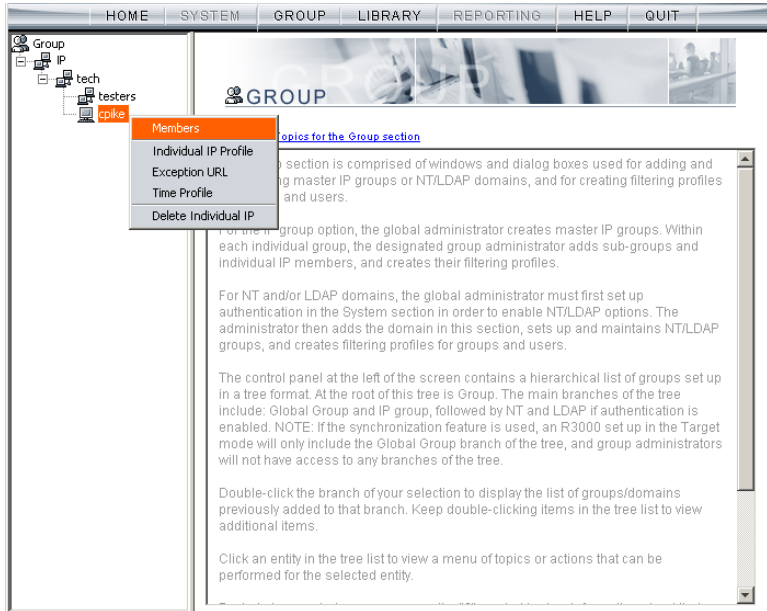 HOME SYSTEM GROUP LIBRARY REPORTING HELP QUIT
Group
IP
tech
testers
cpike
Members
Individual IP Profile
Exception URL
Time Profile
Delete Individual IP
GROUP
GROUP
opics for the Group section
section is comprised of windows and dialog boxes used for adding and
ng master IP groups or NT/LDAP domains, and for creating filtering profiles
and users.
For the IP group option, the global administrator creates master IP groups. Within
each individual group, the designated group administrator adds sub-groups and
individual IP members, and creates their filtering profiles.
For NT and/or LDAP domains, the global administrator must first set up
authentication in the System section in order to enable NT/LDAP options. The
administrator then adds the domain in this section, sets up and maintains NT/LDAP
groups, and creates filtering profiles for groups and users.
The control panel at the left of the screen contains a hierarchical list of groups set up
in a tree format. At the root of this tree is Group. The main branches of the tree
include: Global Group and IP group, followed by NT and LDAP if authentication is
enabled. NOTE: If the synchronization feature is used, an R3000 set up in the Target
mode will only include the Global Group branch of the tree, and group administrators
will not have access to any branches of the tree.
Double-click the branch of your selection to display the list of groups/domains
previously added to that branch. Keep double-clicking items in the tree list to view
additional items.
Click an entity in the tree list to view a menu of topics or actions that can be
performed for the selected entity.